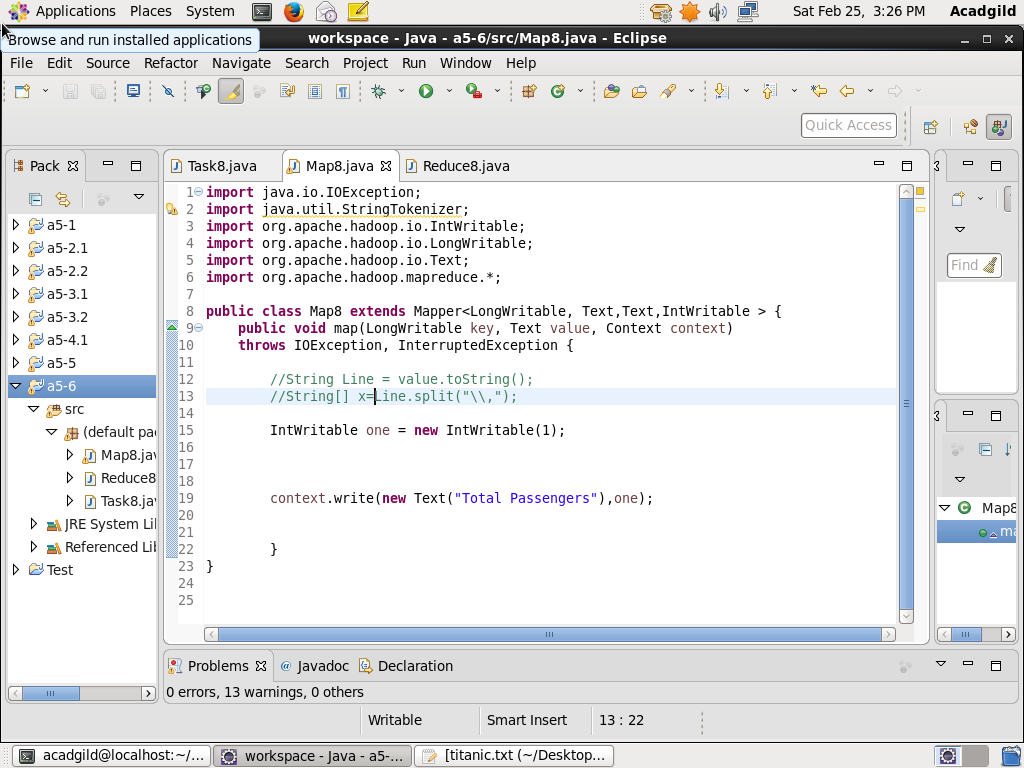 Applications Places System Sat Feb 25, 3:26 PM Acadgild
Browse and run installed applications
workspace - Java - a5-6/src/Map8.java - Eclipse
File Edit Source Refactor Navigate Search Project Run Window Help
Quick Access
Pack
Task8.java Map8.java Reduce8.java
a5-1
a5-2.1
a5-2.2
a5-3.1
a5-3.2
a5-4.1
a5-5
a5-6
src
(default pa
Map8.jav
Reduce8
Task8.jav
JRE System Li
Referenced Lib
Test
1 import java.io.IOException;
2 import java.util.StringTokenizer;
3 import org.apache.hadoop.io.IntWritable;
4 import org.apache.hadoop.io.LongWritable;
5 import org.apache.hadoop.io.Text;
6 import org.apache.hadoop.mapreduce.*;
7
8 public class Map8 extends Mapper<LongWritable, Text,Text,IntWritable > {
9 public void map(LongWritable key, Text value, Context context)
10 throws IOException, InterruptedException {
11
12 //String Line = value.toString();
13 //String[] x=Line.split("\\,");
14
15 IntWritable one = new IntWritable(1);
16
17
18
19 context.write(new Text("Total Passengers"),one);
20
21
22 }
23 }
24
25
Find
Map8
ma
Problems @ Javadoc Declaration
0 errors, 13 warnings, 0 others
Writable Smart Insert 13 : 22
acadgild@localhost:~/... workspace - Java - a5-... [titanic.txt (~/Desktop...